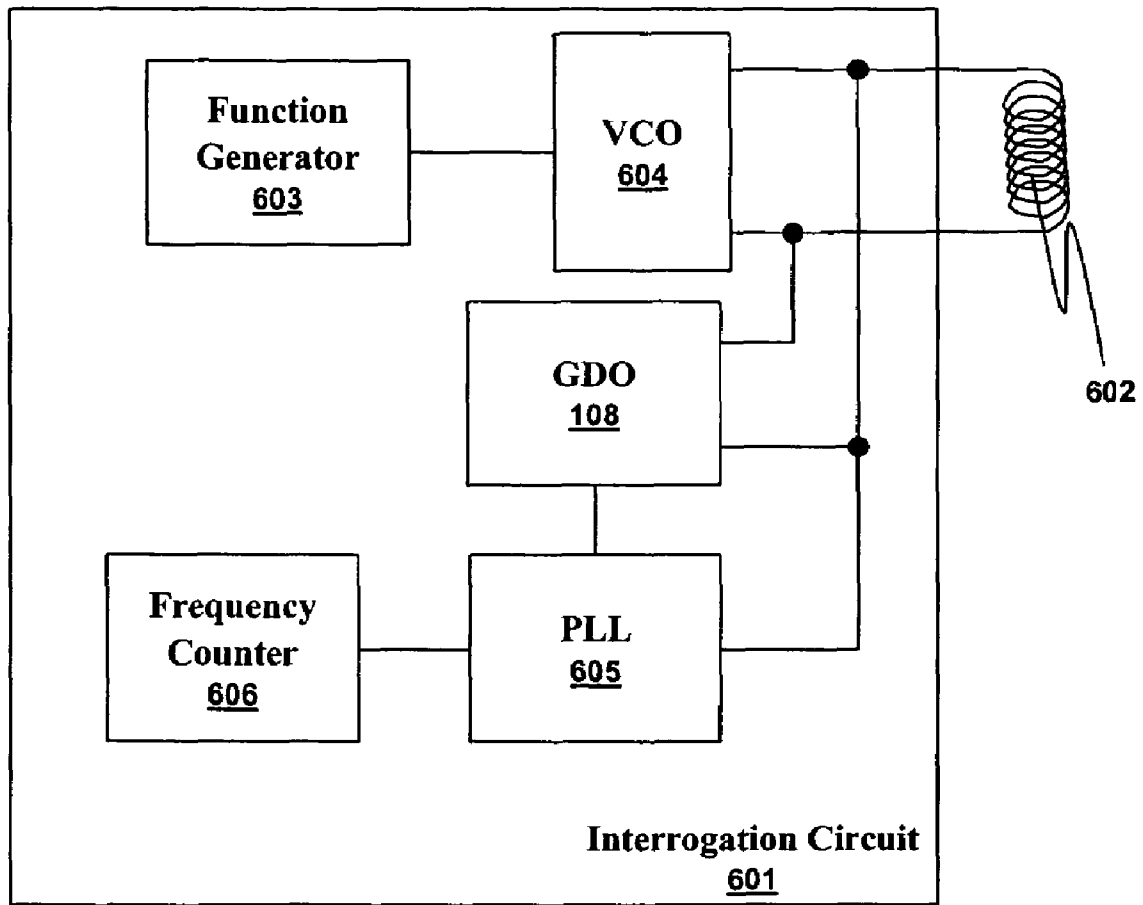 Function
Generator
603
VCO
604
602
GDO
108
Frequency
Counter
606
PLL
605
Interrogation Circuit
601